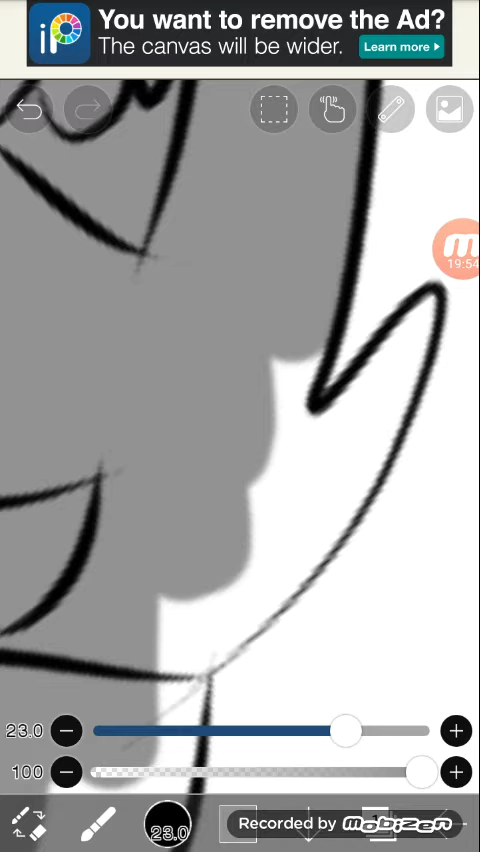 iP
You want to remove the Ad?
The canvas will be wider.
Learn more
19:54
23.0
100
23.0
Recorded by mobizen